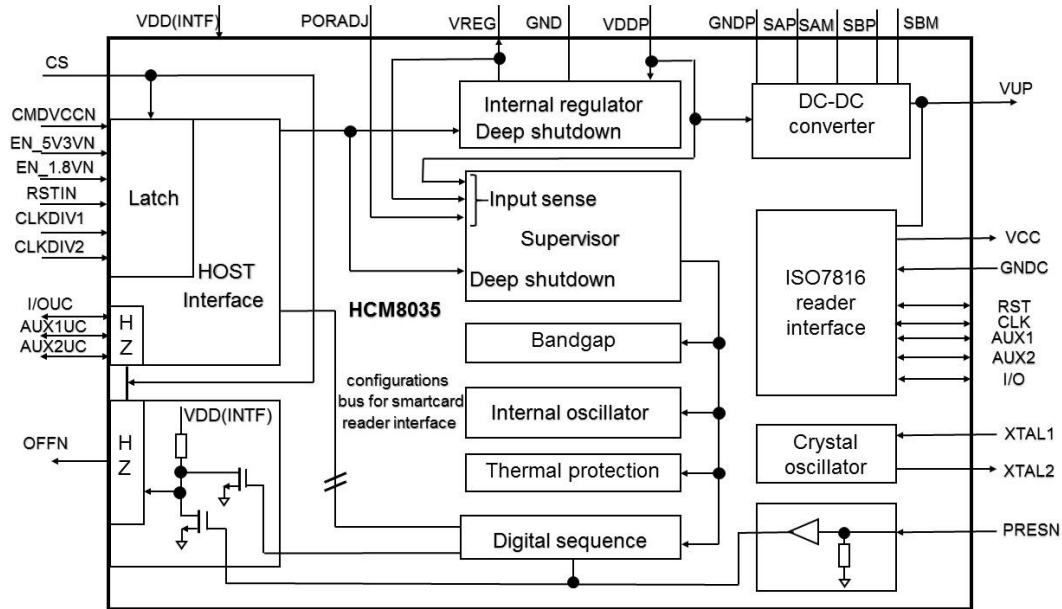 VDD(INTF)
PORADJ
VREG
GND
VDDP
GNDP
SAP
SAM
SBP
SBM
CS
CMDVCCN
EN_5V3VN
EN_1.8VN
RSTIN
CLKDIV1
CLKDIV2
I/OUC
AUX1UC
AUX2UC
OFFN
Latch
HOST
Interface
H
Z
H
Z
VDD(INTF)
Internal regulator
Deep shutdown
Input sense
Supervisor
Deep shutdown
HCM8035
Bandgap
configurations
bus for smartcard
reader interface
Internal oscillator
Thermal protection
Digital sequence
DC-DC
converter
ISO7816
reader
interface
Crystal
oscillator
VUP
VCC
GNDC
RST
CLK
AUX1
AUX2
I/O
XTAL1
XTAL2
PRESN